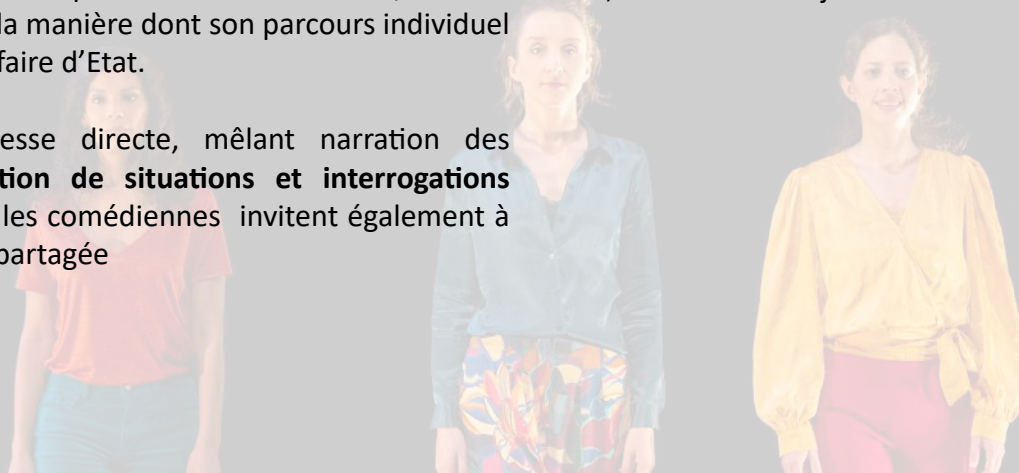 la manière dont son parcours individuel
faire d’Etat.
esse directe, mêlant narration des
tion de situations et interrogations
les comédiennes invitent également à
partagée